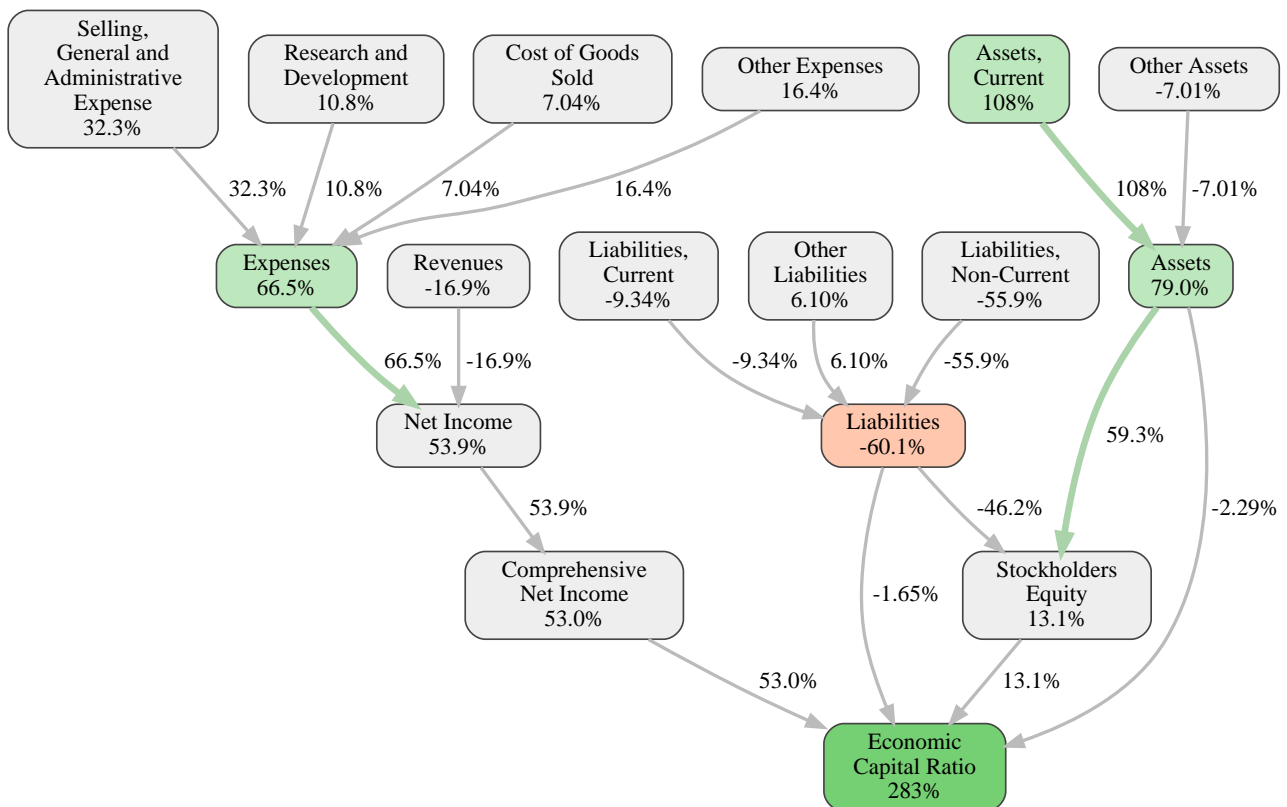 Selling,
General and
Administrative
Expense
32.3%
Research and
Development
10.8%
Cost of Goods
Sold
7.04%
Other Expenses
16.4%
Assets,
Current
108%
Other Assets
-7.01%
32.3%
10.8%
7.04%
16.4%
108%
-7.01%
Expenses
66.5%
Revenues
-16.9%
Liabilities,
Current
-9.34%
Other
Liabilities
6.10%
Liabilities,
Non-Current
-55.9%
Assets
79.0%
66.5%
-16.9%
-9.34%
6.10%
-55.9%
Net Income
53.9%
Liabilities
-60.1%
59.3%
53.9%
-46.2%
-2.29%
Comprehensive
Net Income
53.0%
-1.65%
Stockholders
Equity
13.1%
53.0%
13.1%
Economic
Capital Ratio
283%